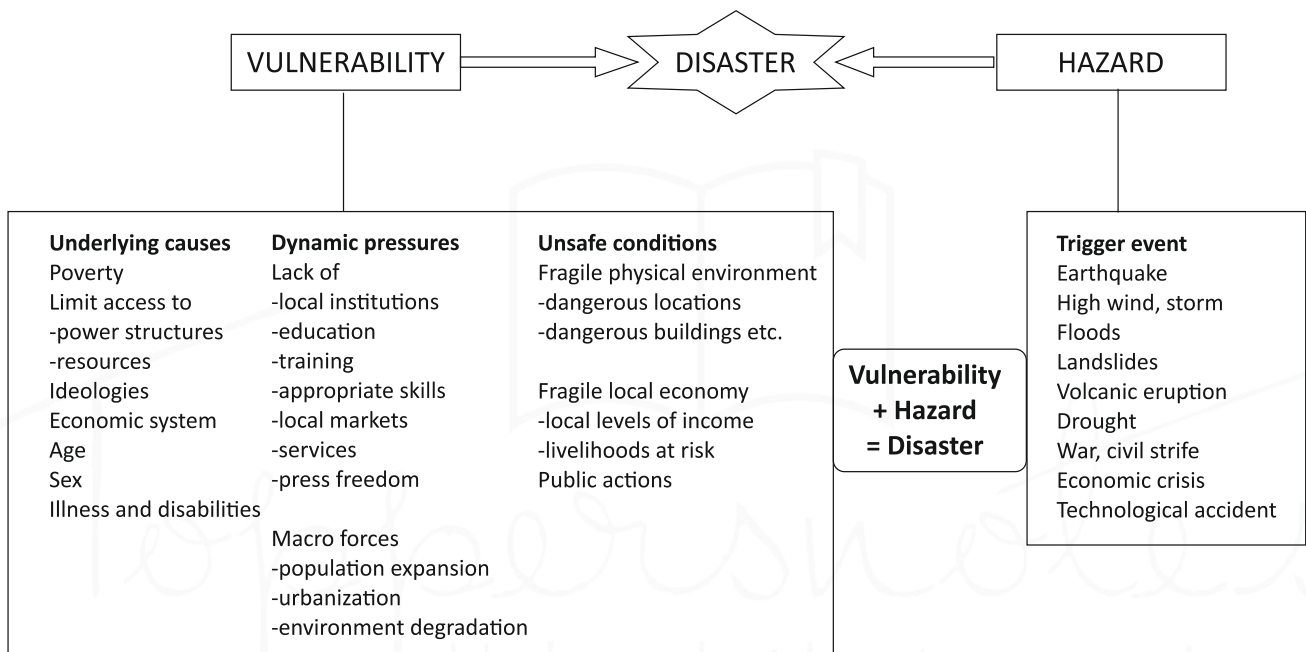 VULNERABILITY
DISASTER
HAZARD
Underlying causes
Poverty
Limit access to
-power structures
-resources
Ideologies
Economic system
Age
Sex
Illness and disabilities
Dynamic pressures
Lack of
-local institutions
-education
-training
-appropriate skills
-local markets
-services
-press freedom
Macro forces
-population expansion
-urbanization
-environment degradation
Unsafe conditions
Fragile physical environment
-dangerous locations
-dangerous buildings etc.
Fragile local economy
-local levels of income
-livelihoods at risk
Public actions
Vulnerability
+ Hazard
= Disaster
Trigger event
Earthquake
High wind, storm
Floods
Landslides
Volcanic eruption
Drought
War, civil strife
Economic crisis
Technological accident
Toppersnotes